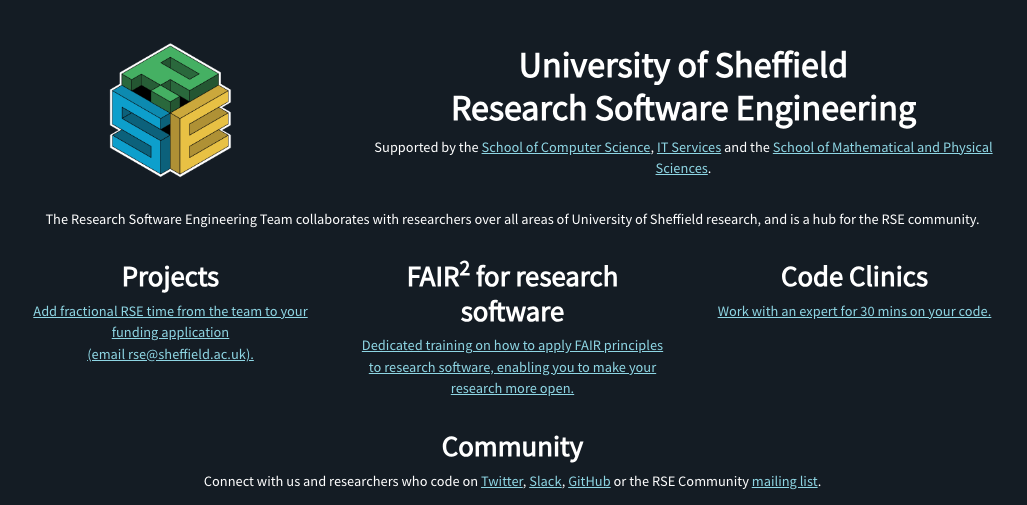 University of Sheffield
Research Software Engineering
Supported by the School of Computer Science, IT Services and the School of Mathematical and Physical
Sciences.
The Research Software Engineering Team collaborates with researchers over all areas of University of Sheffield research, and is a hub for the RSE community.
Projects
Add fractional RSE time from the team to your
funding application
(email rse@sheffield.ac.uk).
FAIR² for research
software
Dedicated training on how to apply FAIR principles
to research software, enabling you to make your
research more open.
Code Clinics
Work with an expert for 30 mins on your code.
Community
Connect with us and researchers who code on Twitter, Slack, GitHub or the RSE Community mailing list.